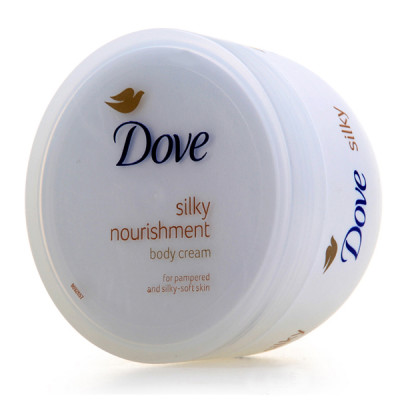 Dove
silky
nourishment
body cream
for pampered
and silky-soft skin
Dove silky